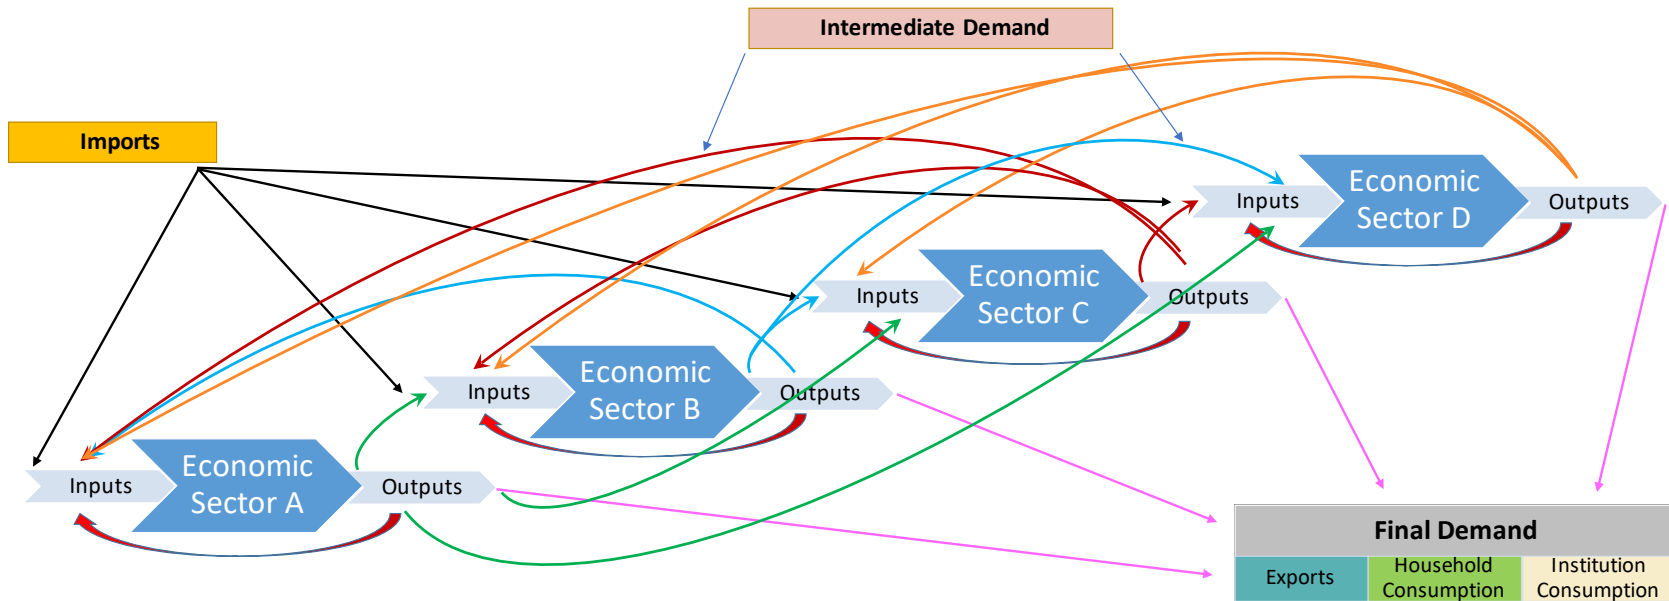 Intermediate Demand
Imports
Inputs
Economic
Sector D
Outputs
Inputs
Economic
Sector C
Outputs
Inputs
Economic
Sector B
Outputs
Inputs
Economic
Sector A
Outputs
Final Demand
Exports
Household
Consumption
Institution
Consumption